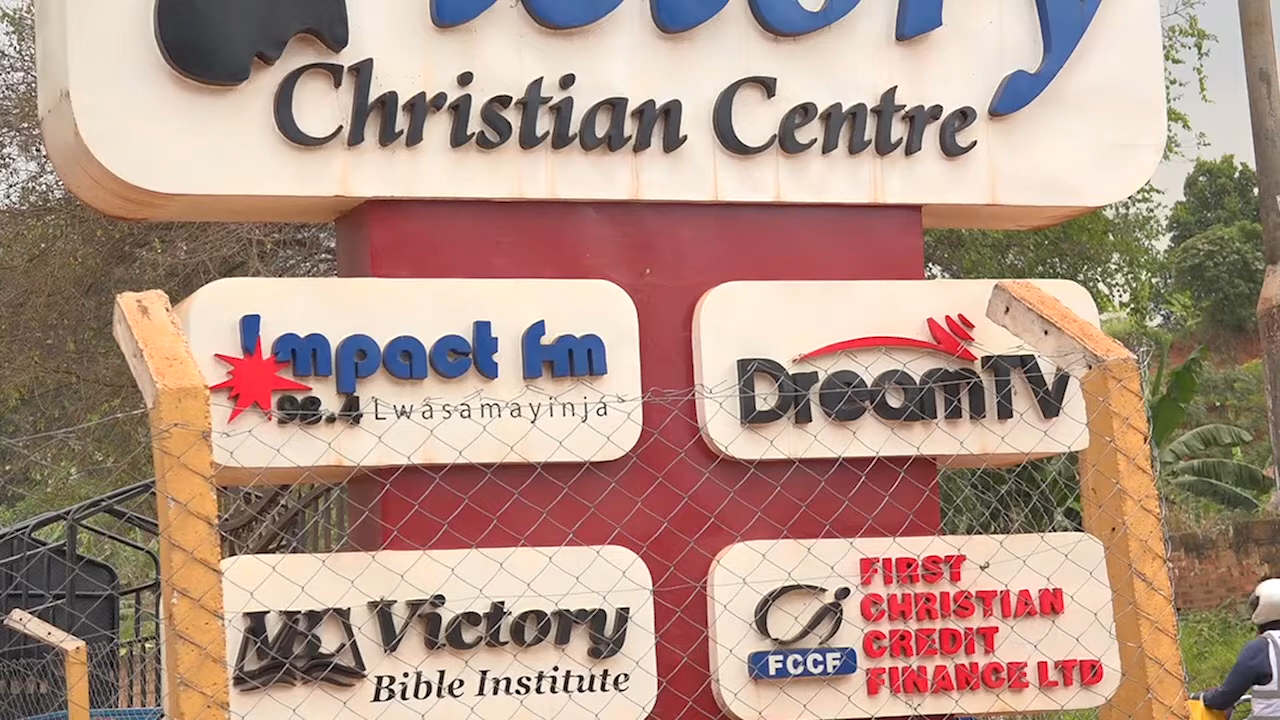 Christian Centre
Impact fm
98.4 Lwasamayinja
DreamTV
Victory
Bible Institute
FCCF
FIRST
CHRISTIAN
CREDIT
FINANCE LTD